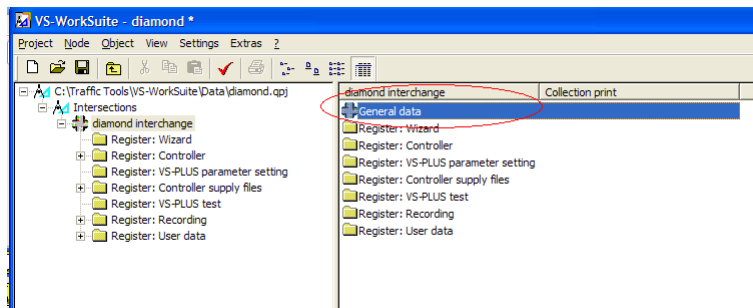 VS-WorkSuite - diamond *
Project Node Object View Settings Extras ?
C:\Traffic Tools\VS-WorkSuite\Data\diamond.qpj
Intersections
diamond interchange
Register: Wizard
Register: Controller
Register: VS-PLUS parameter setting
Register: Controller supply files
Register: VS-PLUS test
Register: Recording
Register: User data
diamond interchange Collection print
General data
Register: Wizard
Register: Controller
Register: VS-PLUS parameter setting
Register: Controller supply files
Register: VS-PLUS test
Register: Recording
Register: User data